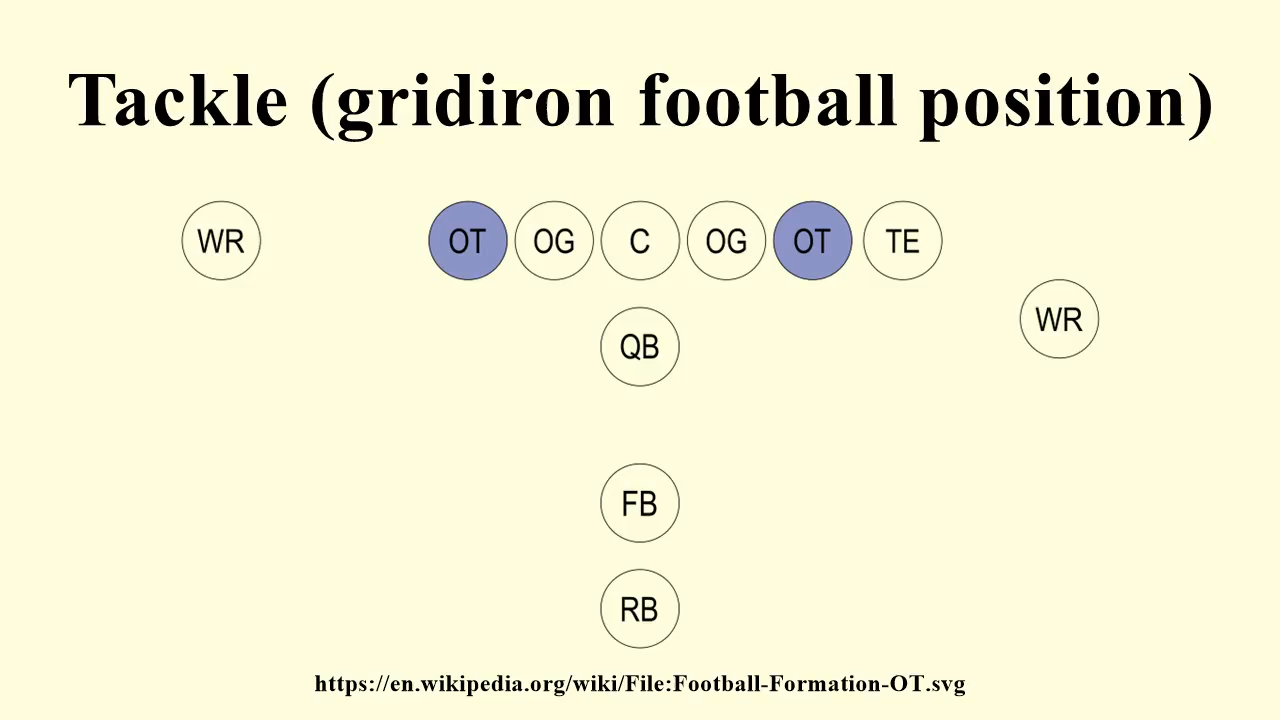 Tackle (gridiron football position)
WR OT OG C OG OT TE
WR
QB
FB
RB
https://en.wikipedia.org/wiki/File:Football-Formation-OT.svg